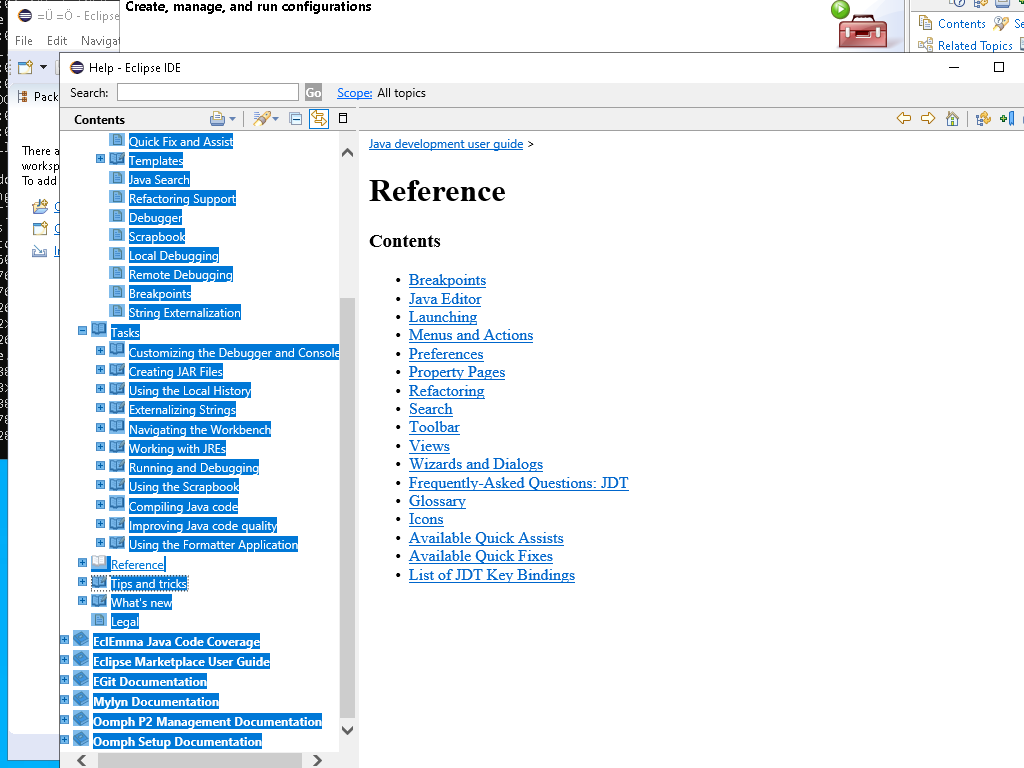 Create, manage, and run configurations
=Ü =Ö - Eclipse
File Edit Navigat
Contents
Related Topics
Help - Eclipse IDE
Pack
Search:
Go
Scope: All topics
Contents
There a
worksp
To add
Quick Fix and Assist
Templates
Java Search
Refactoring Support
Debugger
Scrapbook
Local Debugging
Remote Debugging
Breakpoints
String Externalization
Tasks
Customizing the Debugger and Console
Creating JAR Files
Using the Local History
Externalizing Strings
Navigating the Workbench
Working with JREs
Running and Debugging
Using the Scrapbook
Compiling Java code
Improving Java code quality
Using the Formatter Application
Reference
Tips and tricks
What's new
Legal
EclEmma Java Code Coverage
Eclipse Marketplace User Guide
EGit Documentation
Mylyn Documentation
Oomph P2 Management Documentation
Oomph Setup Documentation
Java development user guide >
Reference
Contents
• Breakpoints
• Java Editor
• Launching
• Menus and Actions
• Preferences
• Property Pages
• Refactoring
• Search
• Toolbar
• Views
• Wizards and Dialogs
• Frequently-Asked Questions: JDT
• Glossary
• Icons
• Available Quick Assists
• Available Quick Fixes
• List of JDT Key Bindings